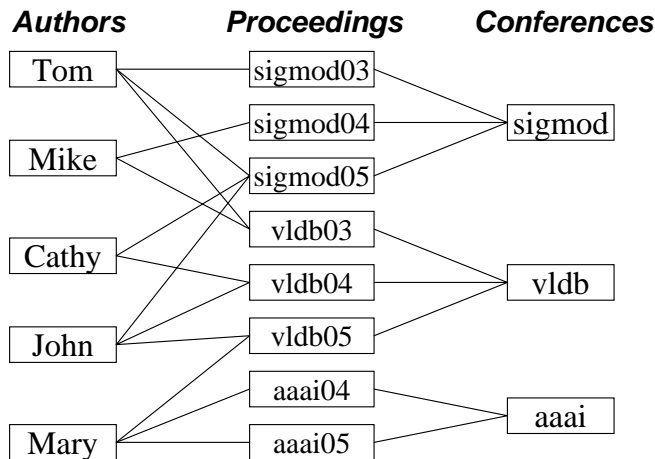 Authors Proceedings Conferences
Tom
sigmod03
sigmod04
sigmod
Mike
sigmod05
vldb03
Cathy
vldb04
vldb
John
vldb05
aaai04
aaai
Mary
aaai05